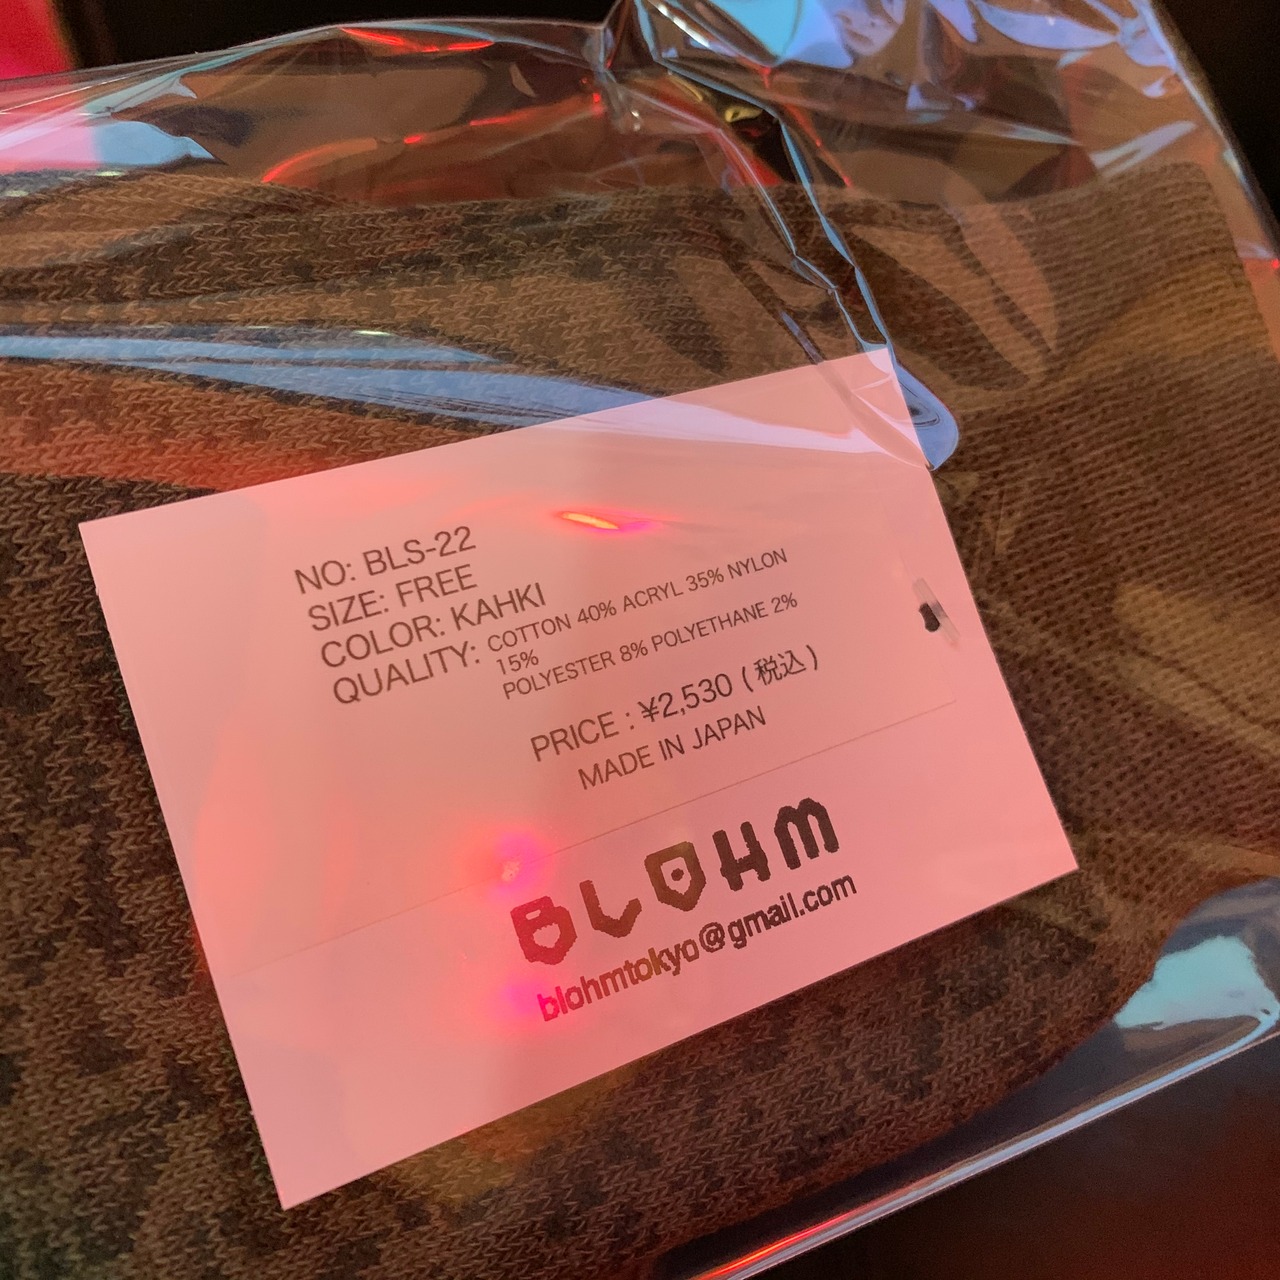 NO: BLS-22
SIZE: FREE
COLOR: KAHKI
QUALITY: COTTON 40% ACRYL 35% NYLON
15%
POLYESTER 8% POLYETHANE 2%
PRICE : ¥2,530 (税込)
MADE IN JAPAN
BLOHM
blohmtokyo@gmail.com